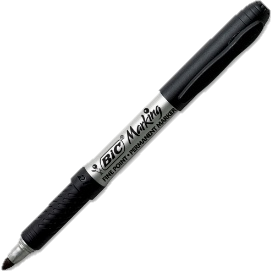 BIC Marking
FINE POINT • PERMANENT MARKER